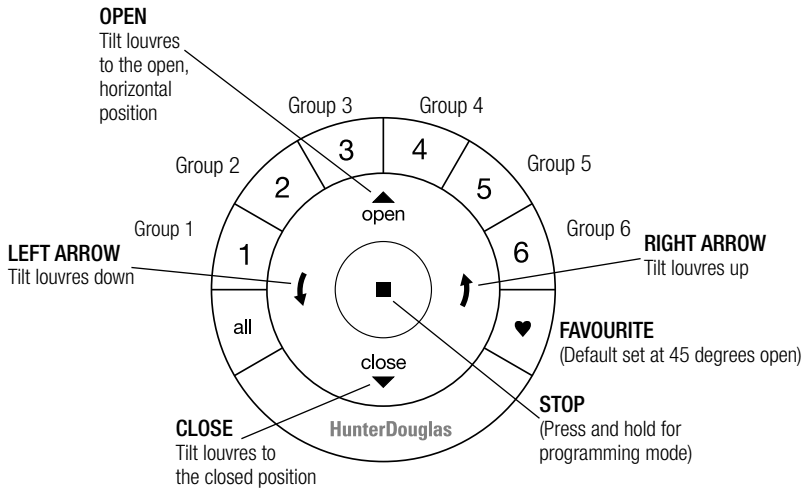 OPEN
Tilt louvres
to the open,
horizontal
position
Group 3
Group 4
Group 2
Group 5
Group 1
Group 6
3
4
2
5
1
6
open
LEFT ARROW
Tilt louvres down
RIGHT ARROW
Tilt louvres up
all
♥
FAVOURITE
(Default set at 45 degrees open)
close
CLOSE
Tilt louvres to
the closed position
HunterDouglas
STOP
(Press and hold for
programming mode)